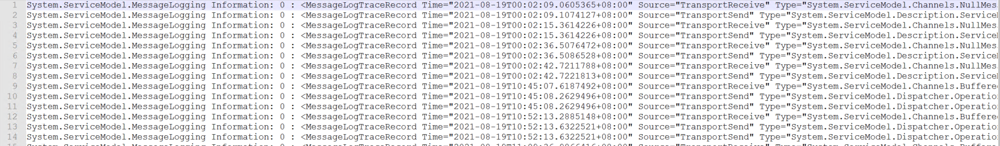 1 System.ServiceModel.MessageLogging Information: 0 : <MessageLogTraceRecord Time="2021-08-19T00:02:09.0605365+08:00" Source="TransportReceive" Type="System.ServiceModel.Channels.NullMes
2 System.ServiceModel.MessageLogging Information: 0 : <MessageLogTraceRecord Time="2021-08-19T00:02:09.1074127+08:00" Source="TransportSend" Type="System.ServiceModel.Description.Service
3 System.ServiceModel.MessageLogging Information: 0 : <MessageLogTraceRecord Time="2021-08-19T00:02:15.3614226+08:00" Source="TransportReceive" Type="System.ServiceModel.Channels.NullMes
4 System.ServiceModel.MessageLogging Information: 0 : <MessageLogTraceRecord Time="2021-08-19T00:02:15.3614226+08:00" Source="TransportSend" Type="System.ServiceModel.Description.Service
5 System.ServiceModel.MessageLogging Information: 0 : <MessageLogTraceRecord Time="2021-08-19T00:02:36.5076472+08:00" Source="TransportReceive" Type="System.ServiceModel.Channels.NullMes
6 System.ServiceModel.MessageLogging Information: 0 : <MessageLogTraceRecord Time="2021-08-19T00:02:36.5086528+08:00" Source="TransportSend" Type="System.ServiceModel.Description.Service
7 System.ServiceModel.MessageLogging Information: 0 : <MessageLogTraceRecord Time="2021-08-19T00:02:42.7211788+08:00" Source="TransportReceive" Type="System.ServiceModel.Channels.NullMes
8 System.ServiceModel.MessageLogging Information: 0 : <MessageLogTraceRecord Time="2021-08-19T00:02:42.7221813+08:00" Source="TransportSend" Type="System.ServiceModel.Description.Service
9 System.ServiceModel.MessageLogging Information: 0 : <MessageLogTraceRecord Time="2021-08-19T10:45:07.6187492+08:00" Source="TransportReceive" Type="System.ServiceModel.Channels.Buffere
10 System.ServiceModel.MessageLogging Information: 0 : <MessageLogTraceRecord Time="2021-08-19T10:45:08.2629496+08:00" Source="TransportSend" Type="System.ServiceModel.Dispatcher.Operatio
11 System.ServiceModel.MessageLogging Information: 0 : <MessageLogTraceRecord Time="2021-08-19T10:45:08.2629496+08:00" Source="TransportSend" Type="System.ServiceModel.Dispatcher.Operatio
12 System.ServiceModel.MessageLogging Information: 0 : <MessageLogTraceRecord Time="2021-08-19T10:52:13.2885148+08:00" Source="TransportReceive" Type="System.ServiceModel.Channels.Buffere
13 System.ServiceModel.MessageLogging Information: 0 : <MessageLogTraceRecord Time="2021-08-19T10:52:13.6322521+08:00" Source="TransportSend" Type="System.ServiceModel.Dispatcher.Operatio
14 System.ServiceModel.MessageLogging Information: 0 : <MessageLogTraceRecord Time="2021-08-19T10:52:13.6322521+08:00" Source="TransportSend" Type="System.ServiceModel.Dispatcher.Operatio